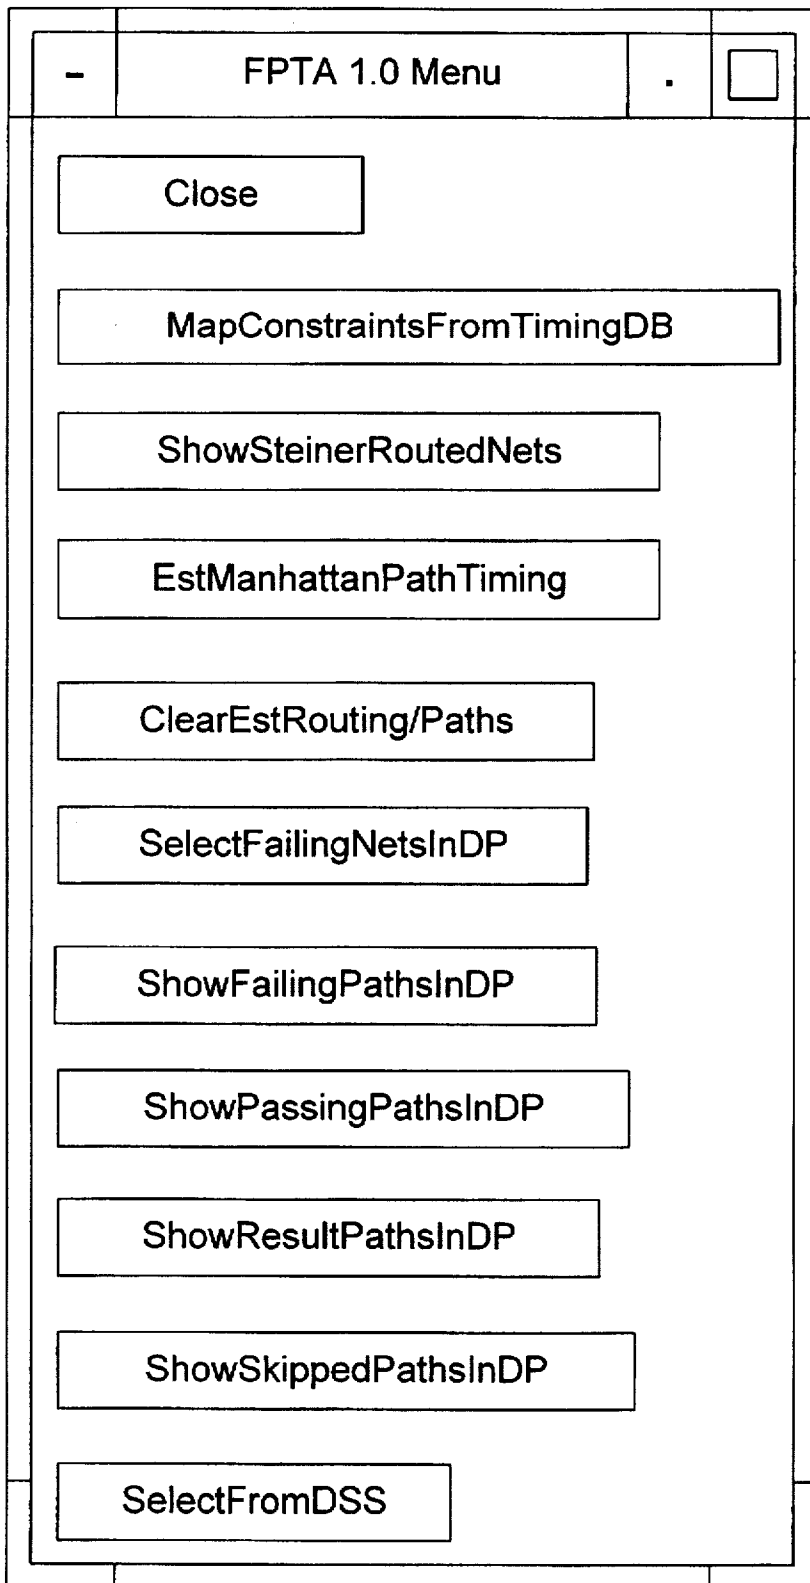 - FPTA 1.0 Menu .
Close
MapConstraintsFromTimingDB
ShowSteinerRoutedNets
EstManhattanPathTiming
ClearEstRouting/Paths
SelectFailingNetsInDP
ShowFailingPathsInDP
ShowPassingPathsInDP
ShowResultPathsInDP
ShowSkippedPathsInDP
SelectFromDSS